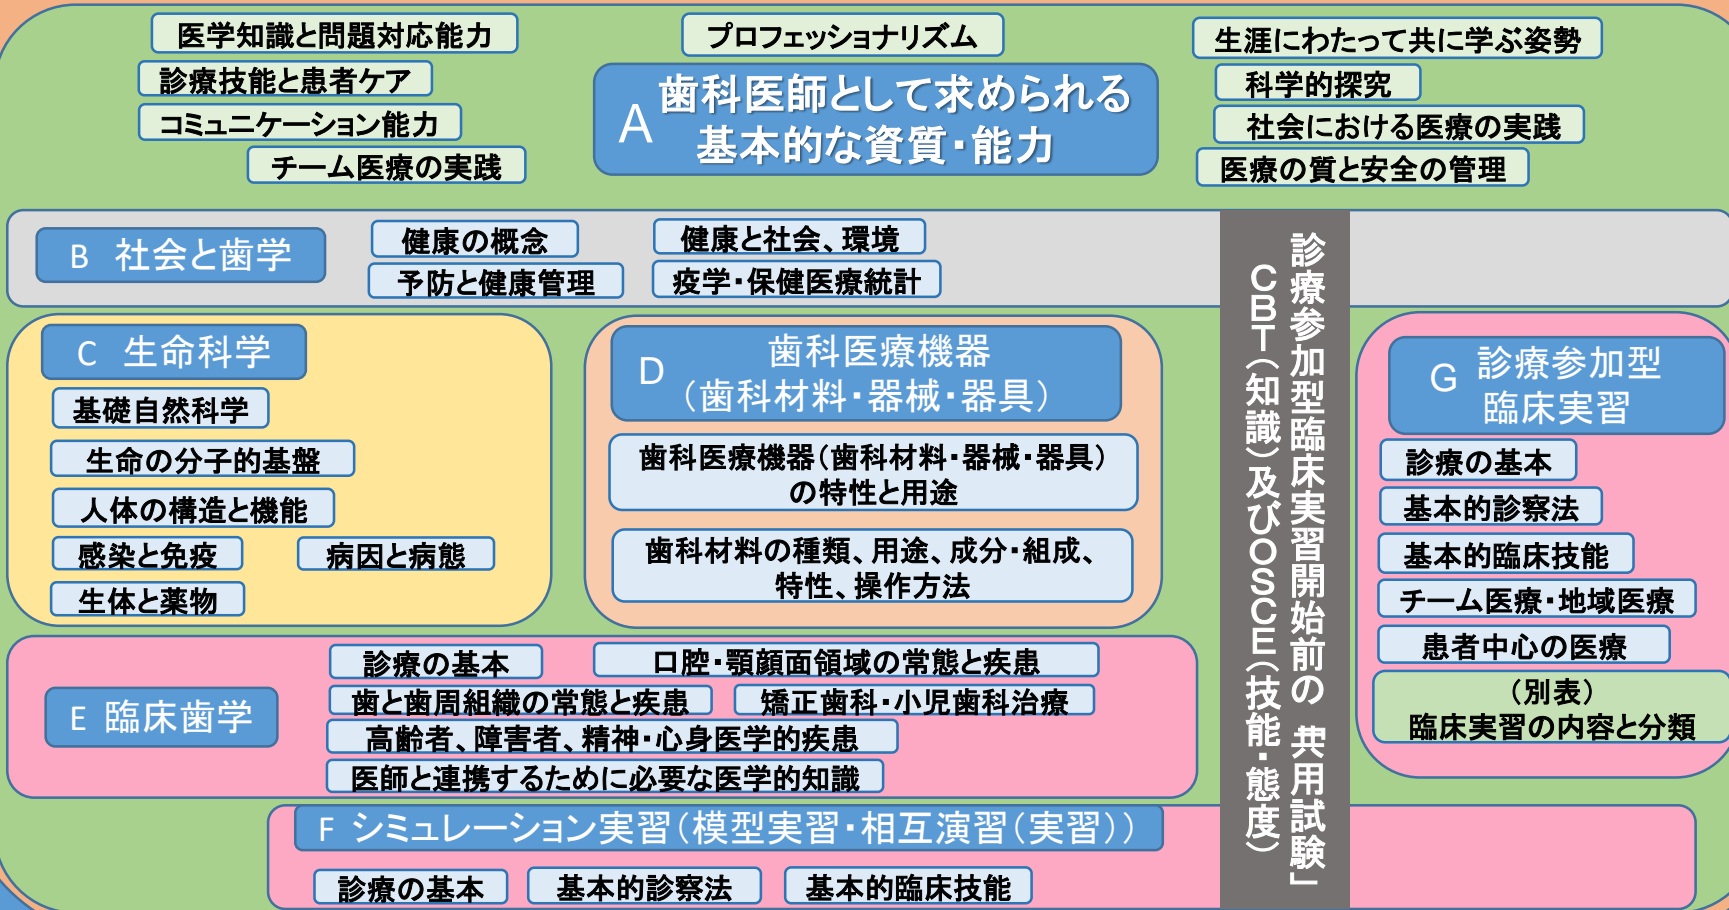 医学知識と問題対応能力
診療技能と患者ケア
コミュニケーション能力
チーム医療の実践
プロフェッショナリズム
A 歯科医師として求められる
基本的な資質・能力
生涯にわたって共に学ぶ姿勢
科学的探究
社会における医療の実践
医療の質と安全の管理
B 社会と歯学
健康の概念
健康と社会、環境
予防と健康管理
疫学・保健医療統計
C 生命科学
基礎自然科学
生命の分子的基盤
人体の構造と機能
感染と免疫
病因と病態
生体と薬物
D 歯科医療機器
（歯科材料・器械・器具）
歯科医療機器（歯科材料・器械・器具）
の特性と用途
歯科材料の種類、用途、成分・組成、
特性、操作方法
E 臨床歯学
診療の基本
口腔・顎顔面領域の常態と疾患
歯と歯周組織の常態と疾患
矯正歯科・小児歯科治療
高齢者、障害者、精神・心身医学的疾患
医師と連携するために必要な医学的知識
F シミュレーション実習（模型実習・相互演習（実習））
診療の基本
基本的診察法
基本的臨床技能
診療参加型臨床実習開始前の「共用試験」
ＣＢＴ（知識）及びＯＳＣＥ（技能・態度）
G 診療参加型
臨床実習
診療の基本
基本的診察法
基本的臨床技能
チーム医療・地域医療
患者中心の医療
（別表）
臨床実習の内容と分類